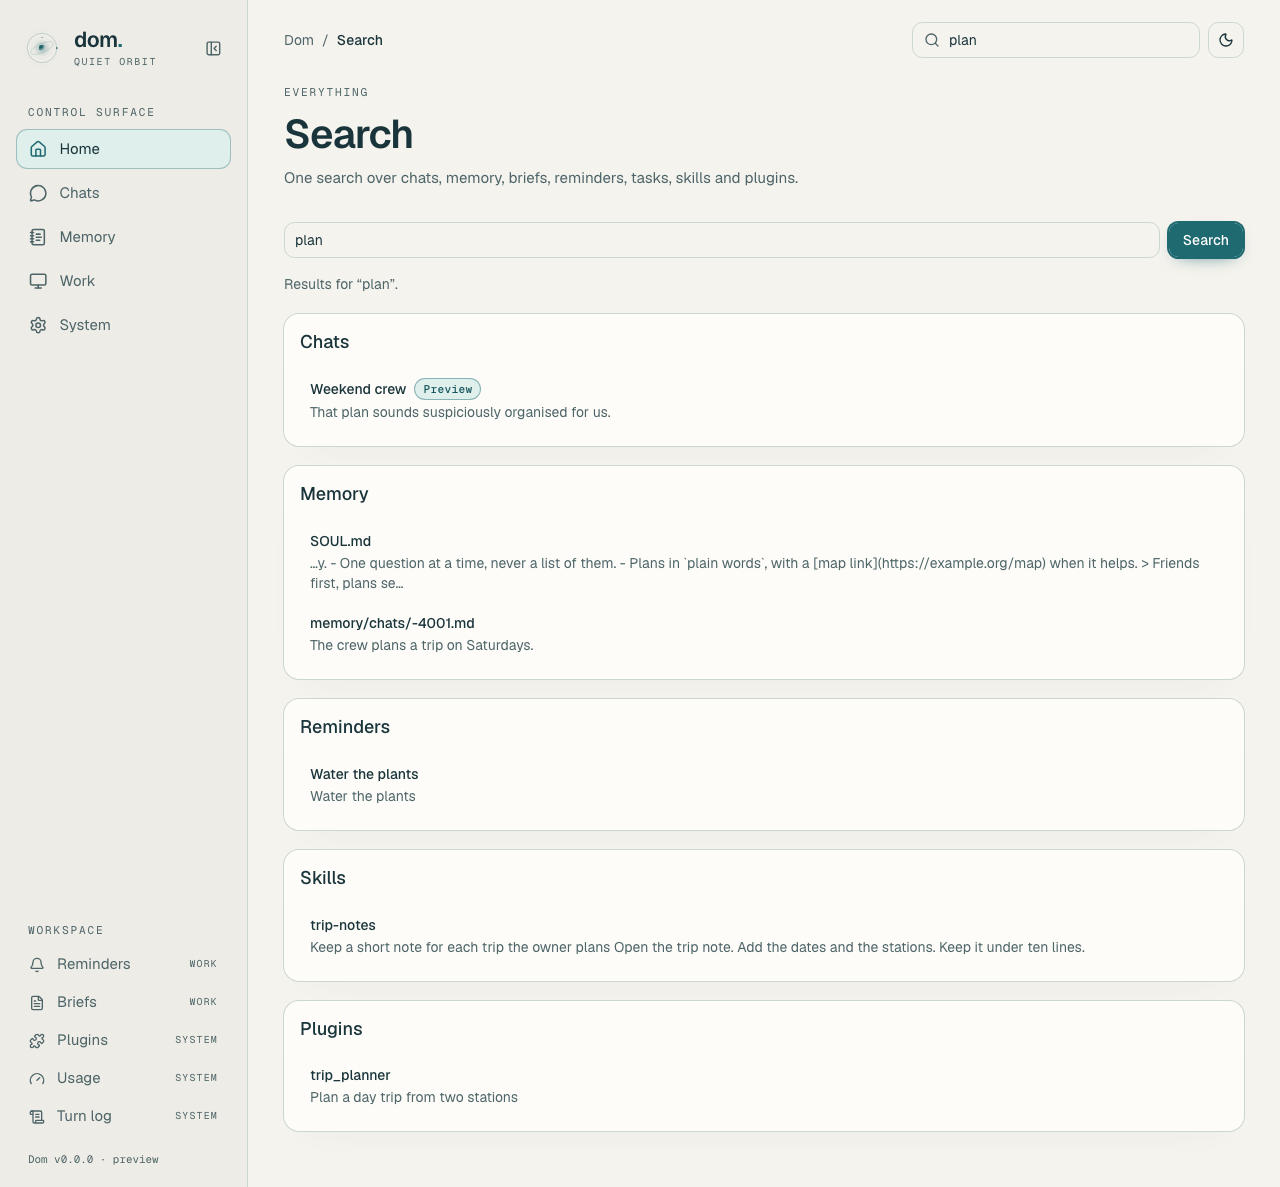 dom.
QUIET ORBIT
CONTROL SURFACE
Home
Chats
Memory
Work
System
WORKSPACE
Reminders WORK
Briefs WORK
Plugins SYSTEM
Usage SYSTEM
Turn log SYSTEM
Dom v0.0.0 · preview
Dom / Search
plan
EVERYTHING
Search
One search over chats, memory, briefs, reminders, tasks, skills and plugins.
plan
Search
Results for “plan”.
Chats
Weekend crew Preview
That plan sounds suspiciously organised for us.
Memory
SOUL.md
…y. - One question at a time, never a list of them. - Plans in `plain words`, with a [map link](https://example.org/map) when it helps. > Friends
first, plans se…
memory/chats/-4001.md
The crew plans a trip on Saturdays.
Reminders
Water the plants
Water the plants
Skills
trip-notes
Keep a short note for each trip the owner plans Open the trip note. Add the dates and the stations. Keep it under ten lines.
Plugins
trip_planner
Plan a day trip from two stations